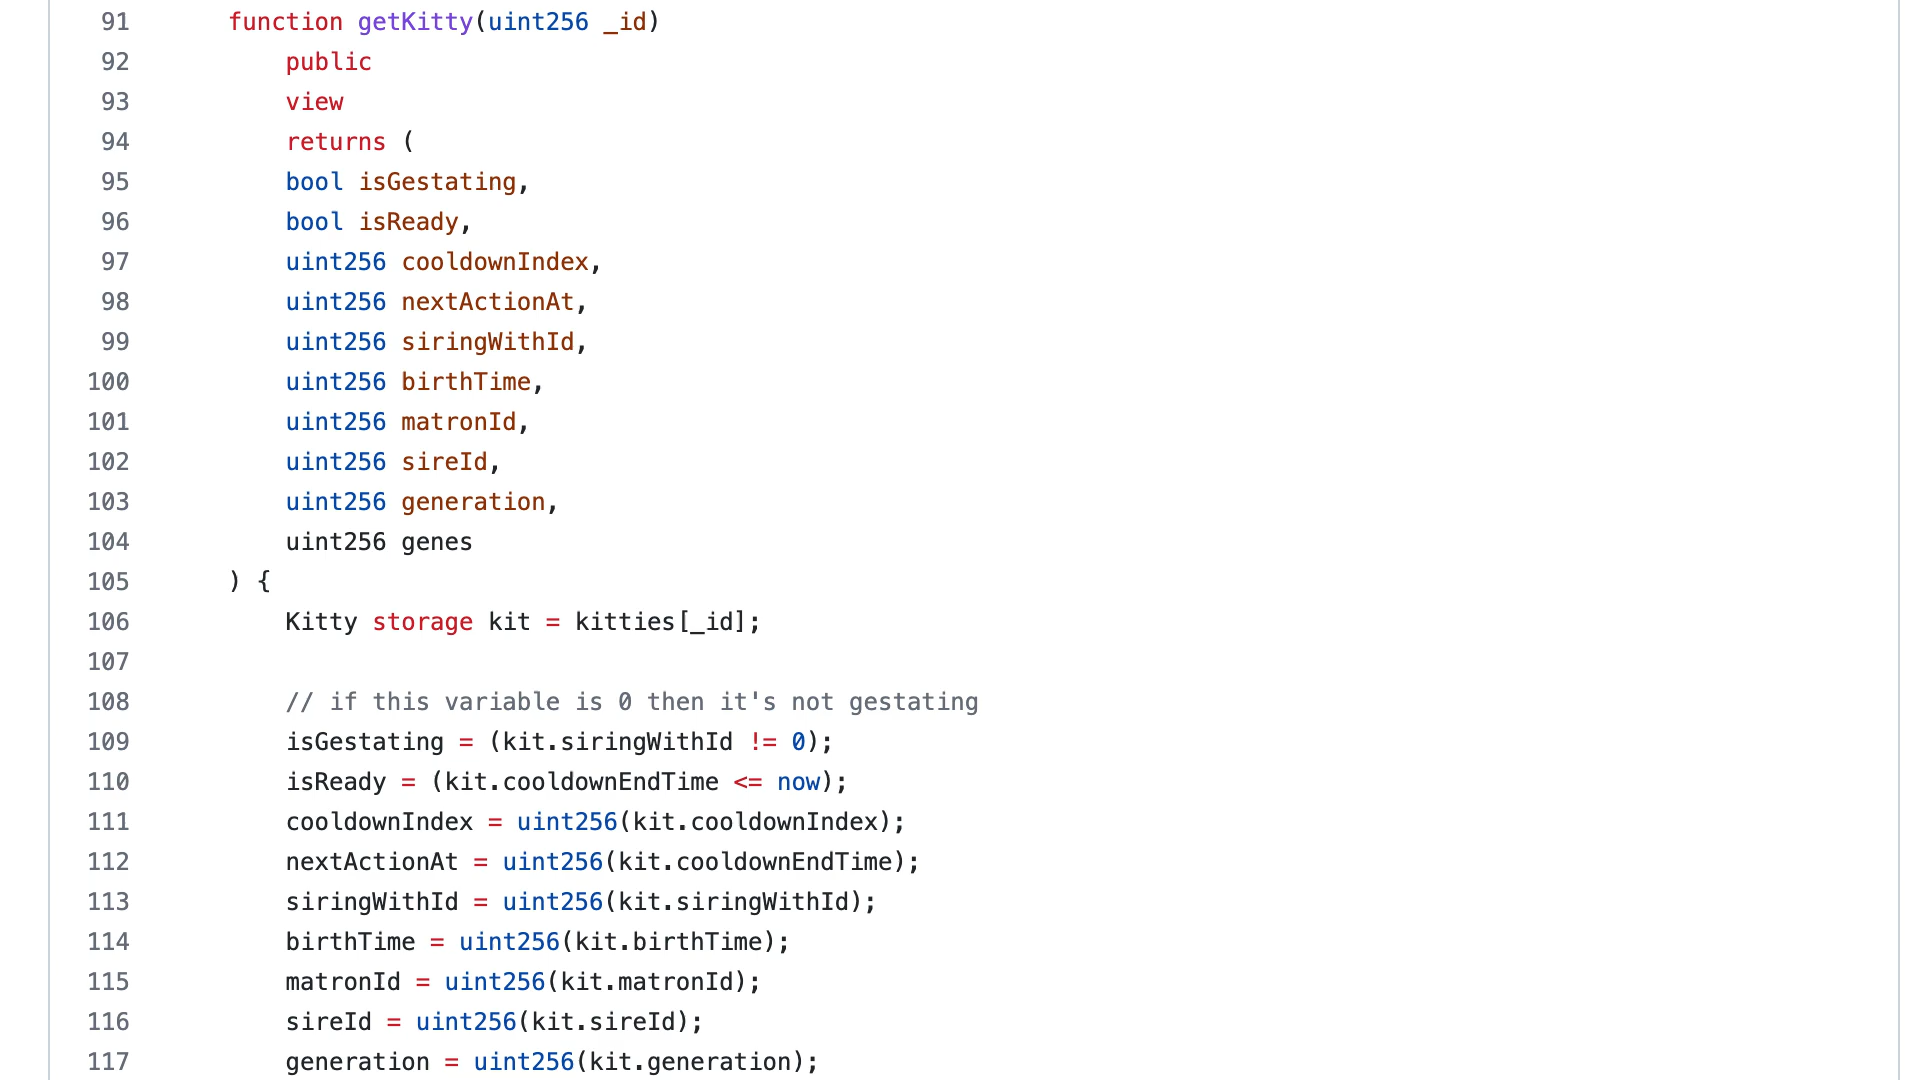 91 function getKitty(uint256 _id)
92 public
93 view
94 returns (
95 bool isGestating,
96 bool isReady,
97 uint256 cooldownIndex,
98 uint256 nextActionAt,
99 uint256 siringWithId,
100 uint256 birthTime,
101 uint256 matronId,
102 uint256 sireId,
103 uint256 generation,
104 uint256 genes
105 ) {
106 Kitty storage kit = kitties[_id];
107
108 // if this variable is 0 then it's not gestating
109 isGestating = (kit.siringWithId != 0);
110 isReady = (kit.cooldownEndTime <= now);
111 cooldownIndex = uint256(kit.cooldownIndex);
112 nextActionAt = uint256(kit.cooldownEndTime);
113 siringWithId = uint256(kit.siringWithId);
114 birthTime = uint256(kit.birthTime);
115 matronId = uint256(kit.matronId);
116 sireId = uint256(kit.sireId);
117 generation = uint256(kit.generation);